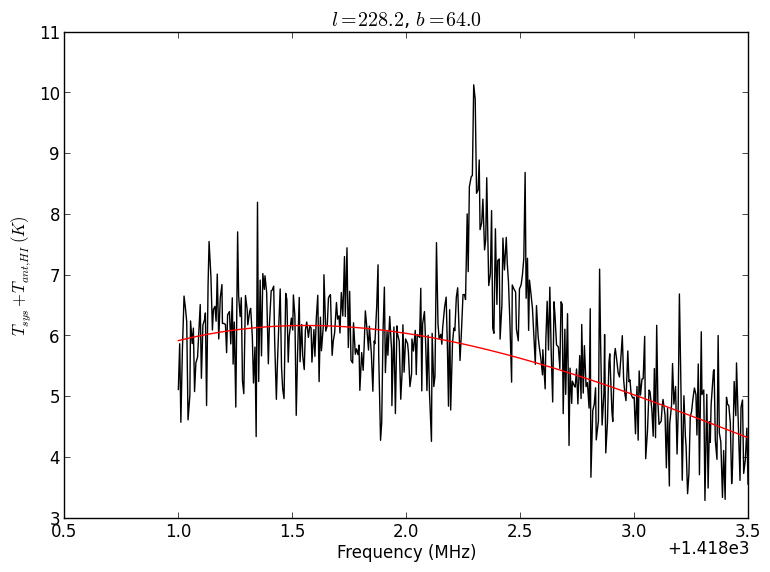 l = 228.2, b = 64.0
11
10
9
8
7
6
5
4
3
T_sys + T_ant,HI (K)
0.5 1.0 1.5 2.0 2.5 3.0 3.5
Frequency (MHz)
+1.418e3